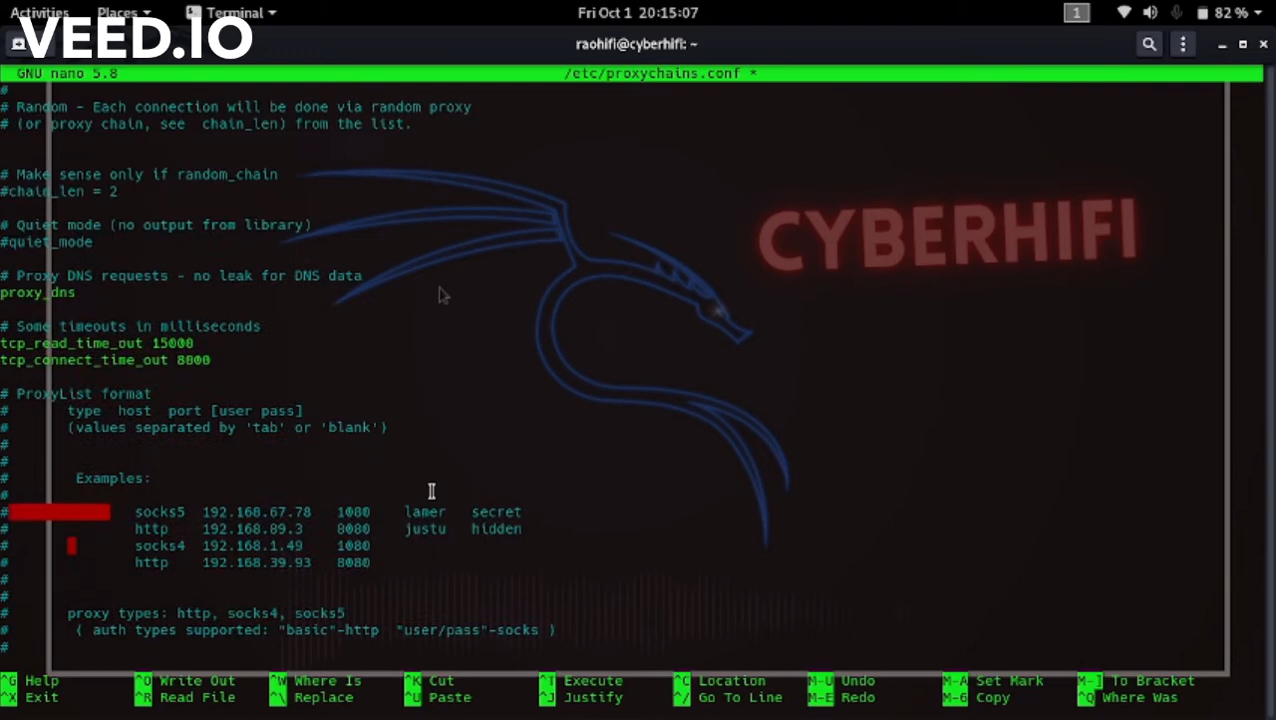 Activities Places Terminal Fri Oct 1 20:15:07 1 82 %
VEED.IO
raohifi@cyberhifi: ~
GNU nano 5.8 /etc/proxychains.conf *
#
# Random - Each connection will be done via random proxy
# (or proxy chain, see  chain_len) from the list.
# Make sense only if random_chain
#chain_len = 2
CYBERHIFI
# Quiet mode (no output from library)
#quiet_mode
# Proxy DNS requests - no leak for DNS data
proxy_dns
# Some timeouts in milliseconds
tcp_read_time_out 15000
tcp_connect_time_out 8000
# ProxyList format
#       type  host  port [user pass]
#       (values separated by 'tab' or 'blank')
#
#
#        Examples:
#
#               socks5  192.168.67.78   1080    lamer   secret
#               http    192.168.89.3    8080    justu   hidden
#               socks4  192.168.1.49    1080
#               http    192.168.39.93   8080
#
#
#       proxy types: http, socks4, socks5
#        ( auth types supported: "basic"-http  "user/pass"-socks )
#
^G Help ^O Write Out ^W Where Is ^K Cut ^T Execute ^C Location M-U Undo M-A Set Mark M-] To Bracket
^X Exit ^R Read File ^\ Replace ^U Paste ^J Justify ^/ Go To Line M-E Redo M-6 Copy ^Q Where Was